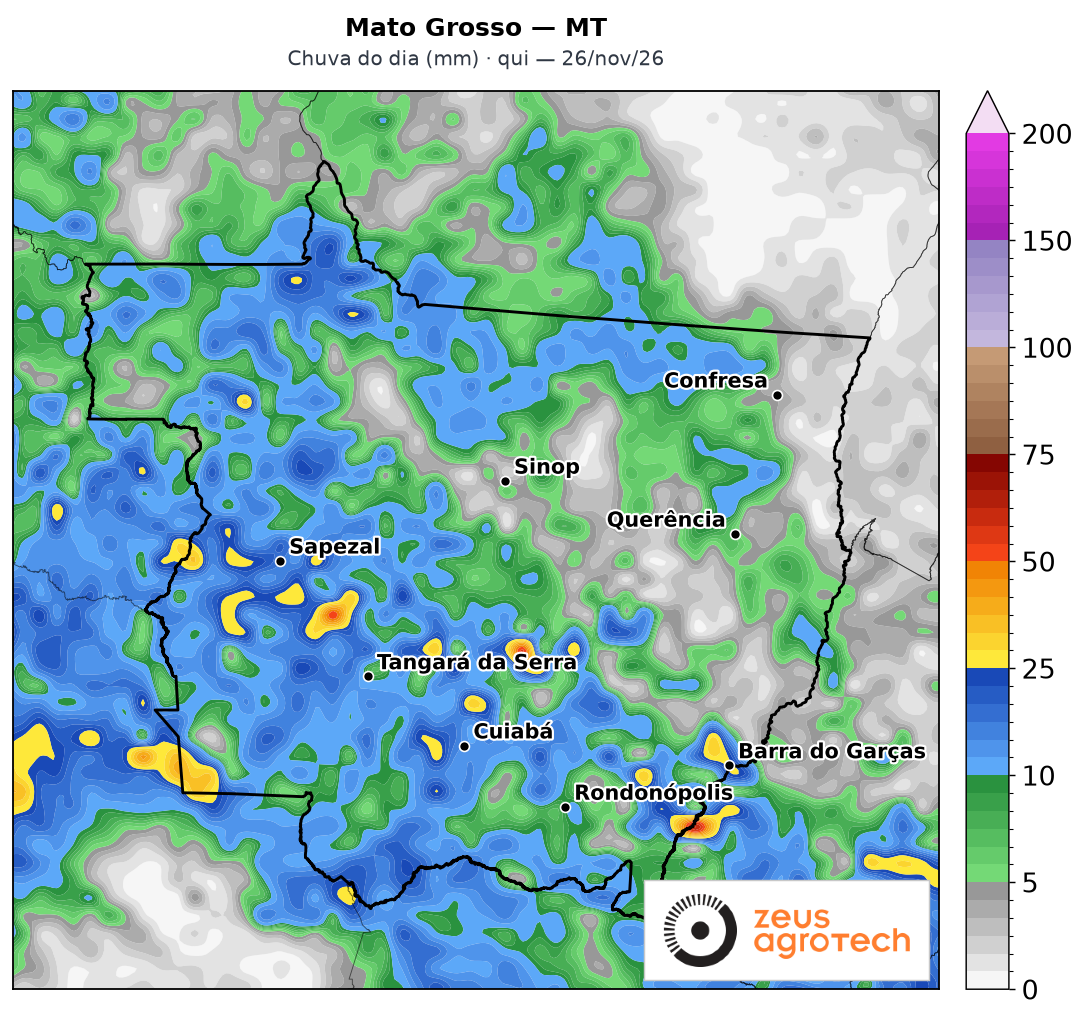 Mato Grosso — MT
Chuva do dia (mm) · qui — 26/nov/26
200
150
100
75
50
25
10
5
0
Confresa
Sinop
Querência
Sapezal
Tangará da Serra
Cuiabá
Barra do Garças
Rondonópolis
zeus
agrotech